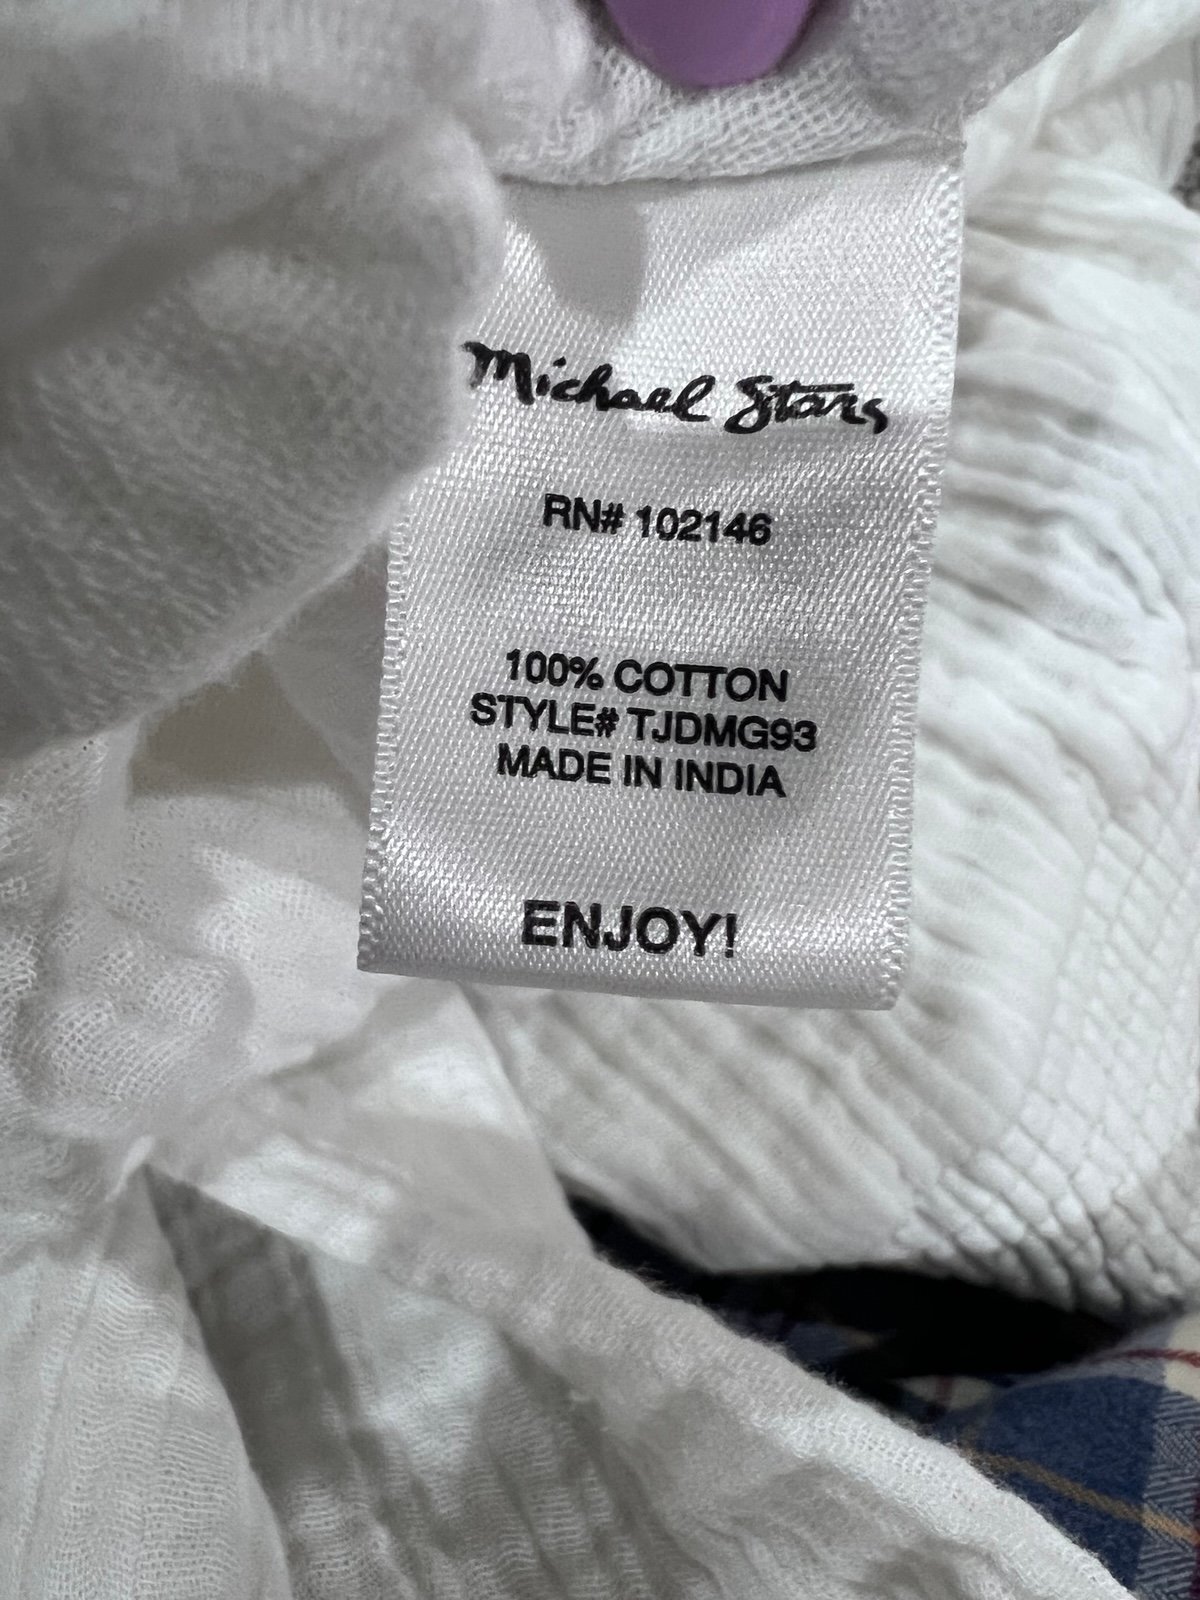 Michael Stars
RN# 102146
100% COTTON
STYLE# TJDMG93
MADE IN INDIA
ENJOY!